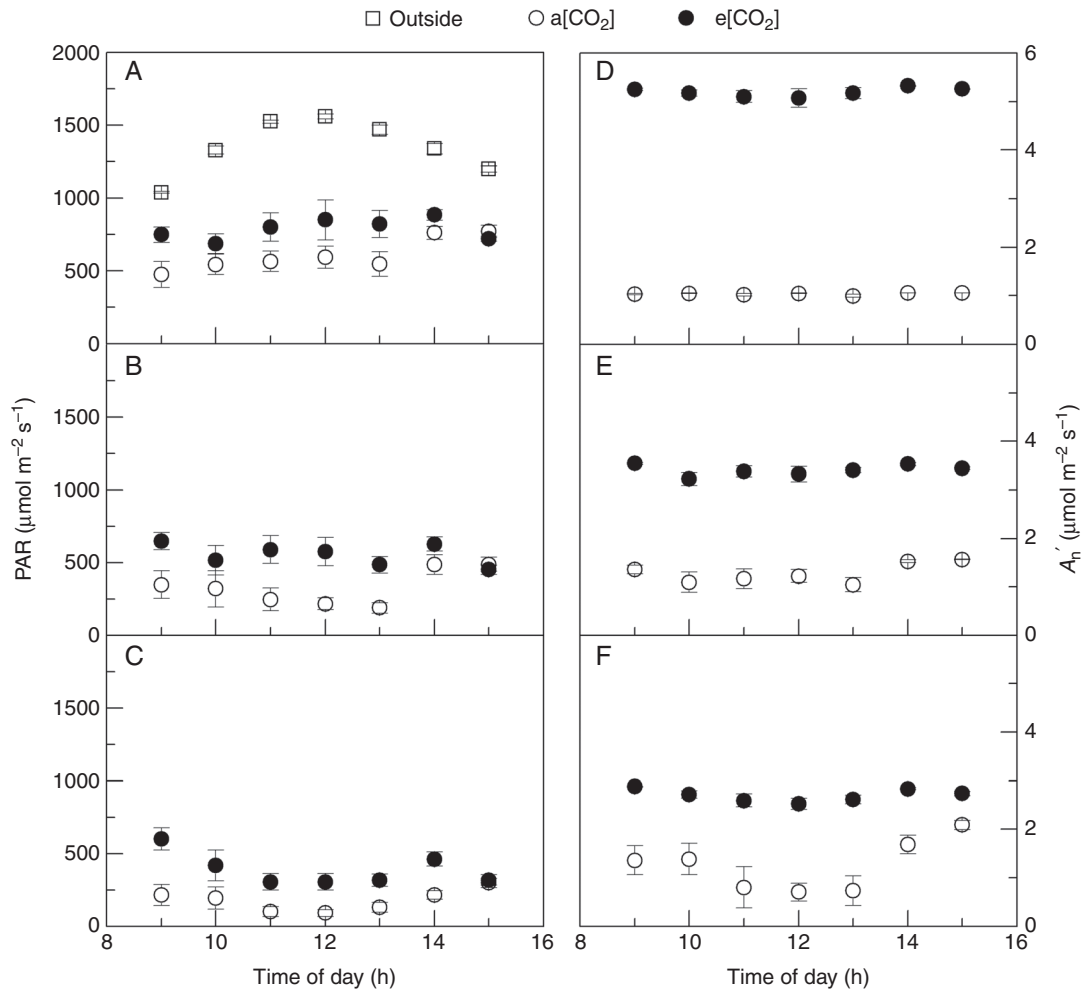 Outside a[CO₂] e[CO₂]
A
2000
1500
1000
500
0
D
6
4
2
0
B
1500
1000
500
0
E
4
2
0
C
1500
1000
500
0
F
4
2
0
8 10 12 14 16
8 10 12 14 16
PAR (μmol m⁻² s⁻¹)
Aₙ′ (μmol m⁻² s⁻¹)
Time of day (h)
Time of day (h)